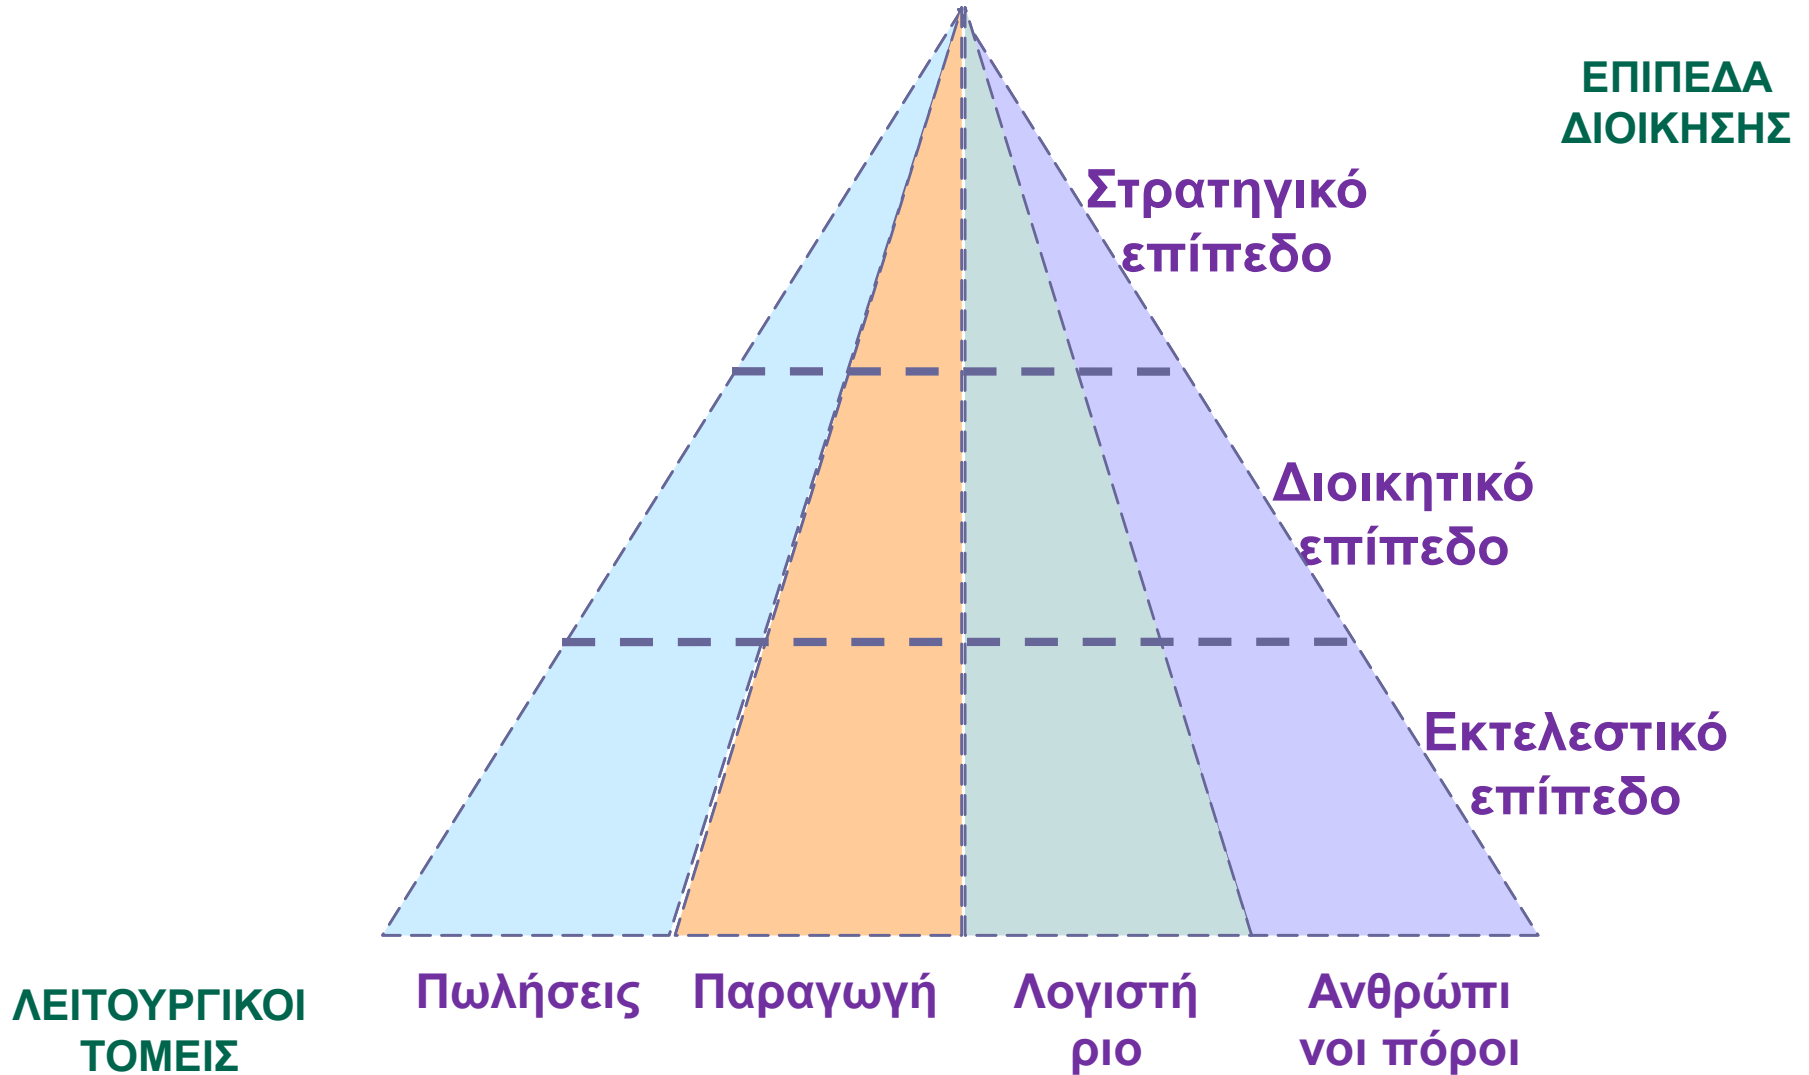 ΕΠΙΠΕΔΑ
ΔΙΟΙΚΗΣΗΣ
Στρατηγικό
επίπεδο
Διοικητικό
επίπεδο
Εκτελεστικό
επίπεδο
ΛΕΙΤΟΥΡΓΙΚΟΙ
ΤΟΜΕΙΣ
Πωλήσεις
Παραγωγή
Λογιστή
ριο
Ανθρώπι
νοι πόροι